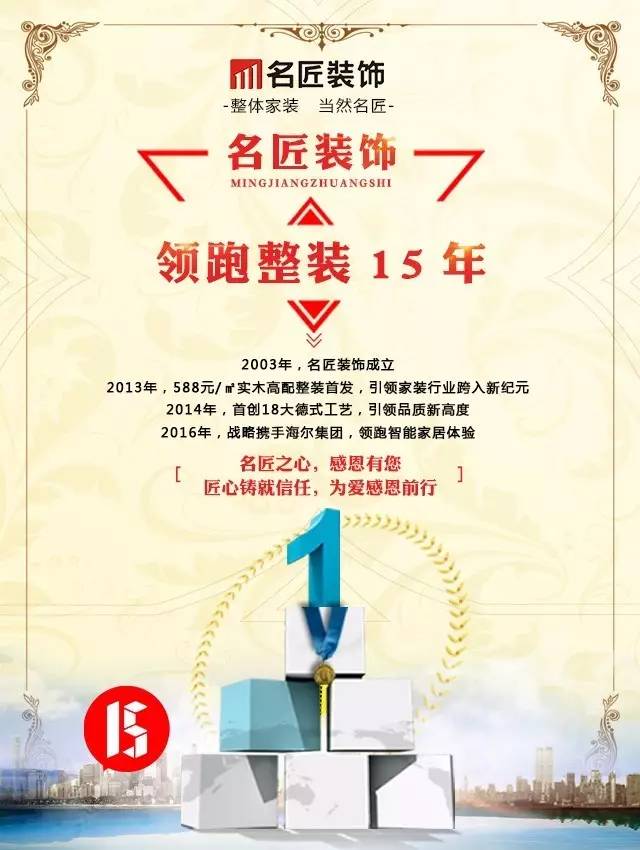 名匠装饰
-整体家装 当然名匠-
名匠装饰
MINGJIANGZHUANGSHI
领跑整装 15 年
2003年，名匠装饰成立
2013年，588元/㎡实木高配整装首发，引领家装行业跨入新纪元
2014年，首创18大德式工艺，引领品质新高度
2016年，战略携手海尔集团，领跑智能家居体验
名匠之心，感恩有您
[ 匠心铸就信任，为爱感恩前行 ]
1
15